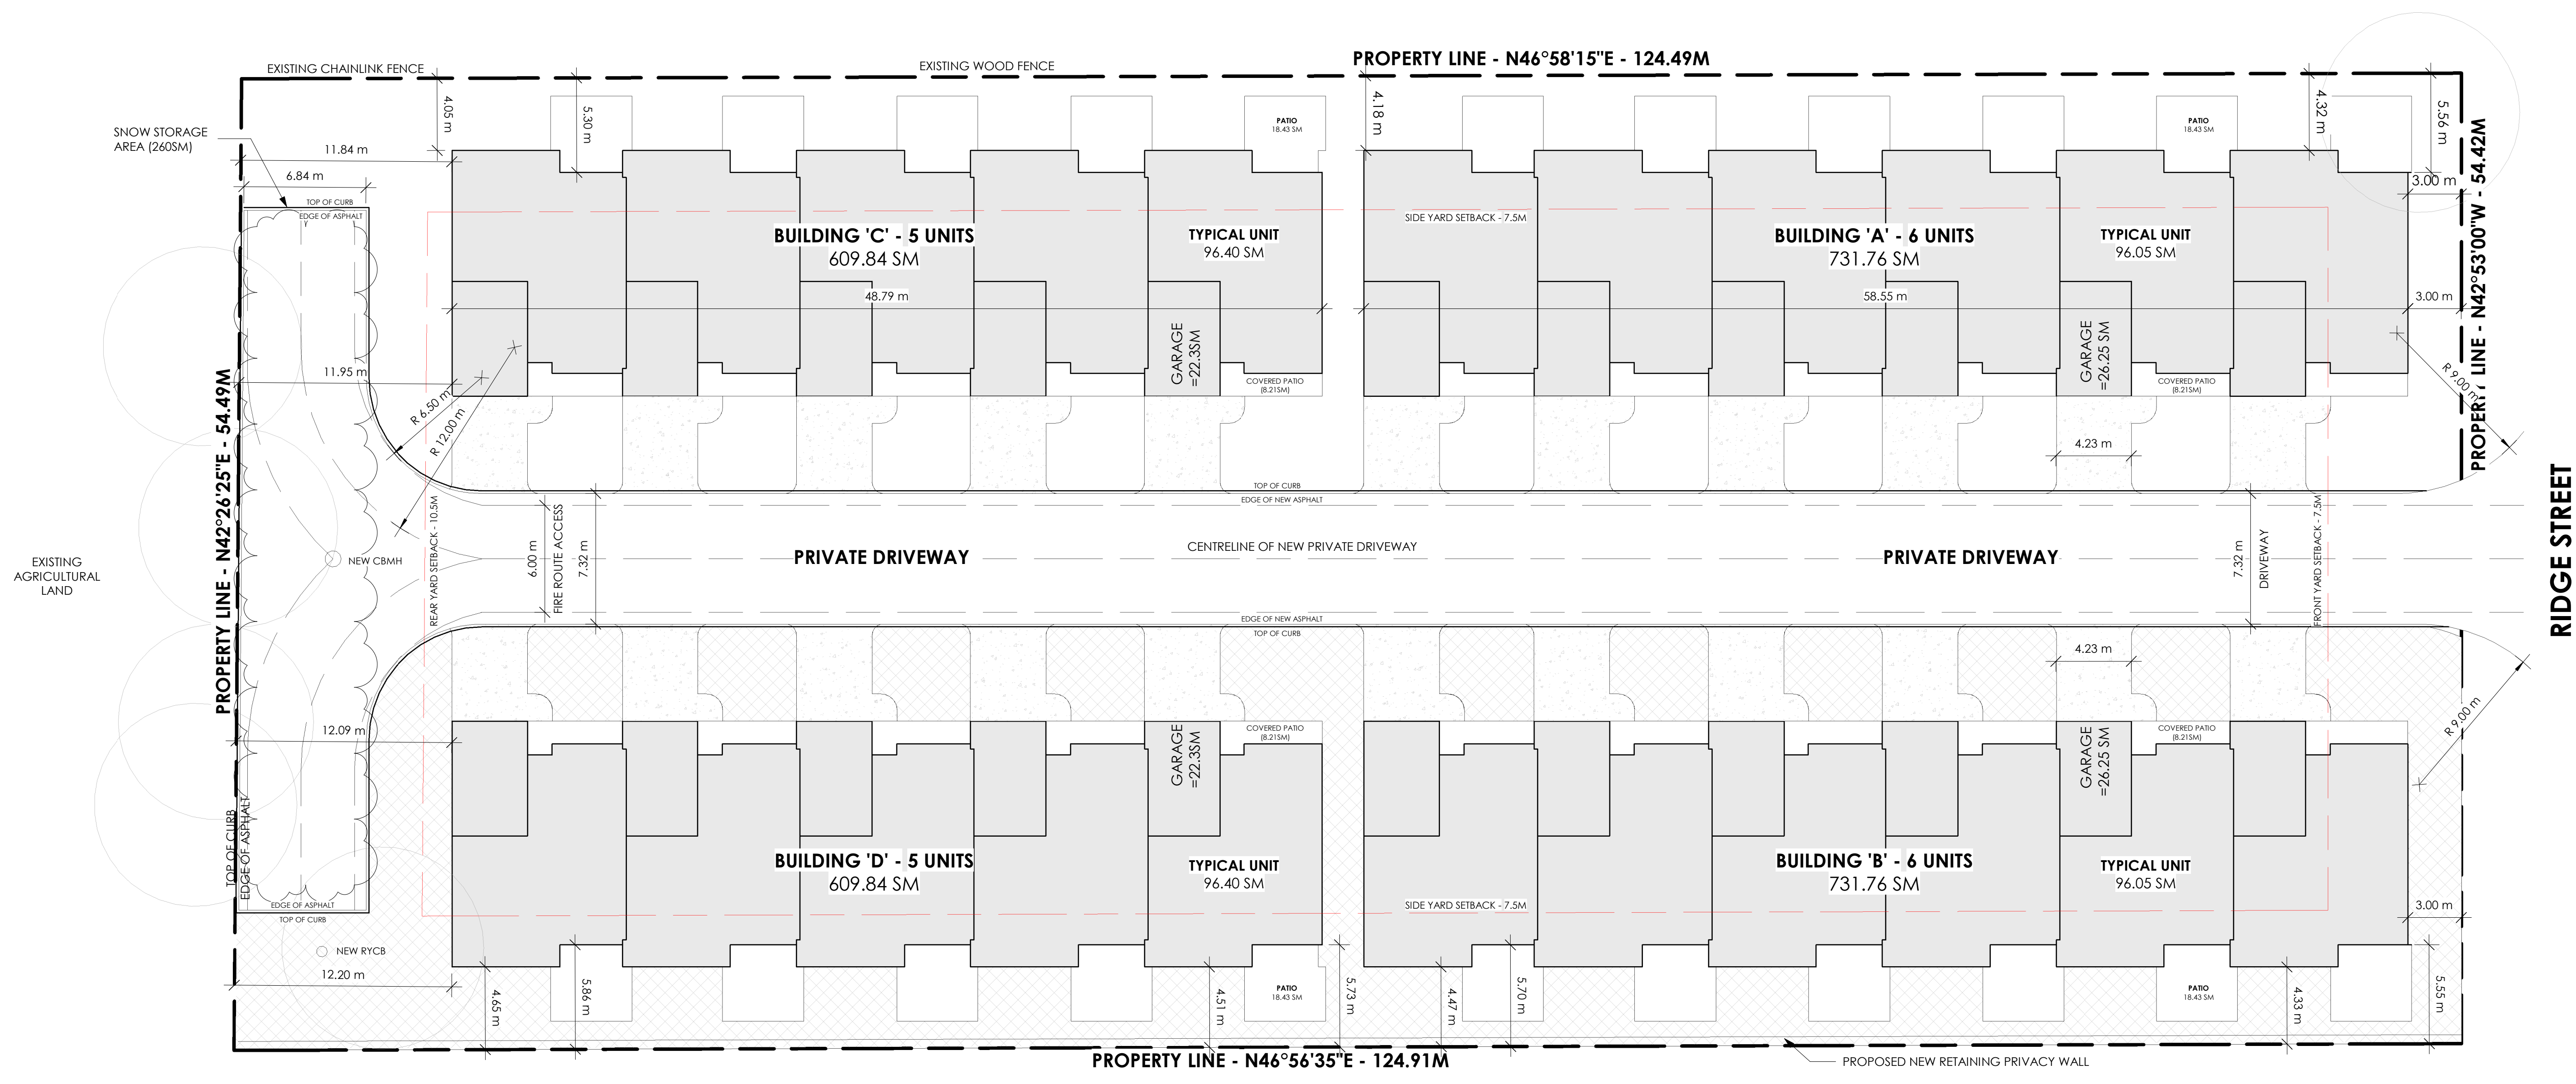 PROPERTY LINE - N46°58'15"E - 124.49M
EXISTING CHAINLINK FENCE
EXISTING WOOD FENCE
SNOW STORAGE
AREA (260SM)
11.84 m
6.84 m
4.05 m
5.30 m
4.18 m
4.32 m
5.56 m
PATIO
18.43 SM
PATIO
18.43 SM
3.00 m
PROPERTY LINE - N42°53'00"W - 54.42M
TOP OF CURB
EDGE OF ASPHALT
SIDE YARD SETBACK - 7.5M
BUILDING 'C' - 5 UNITS
609.84 SM
TYPICAL UNIT
96.40 SM
BUILDING 'A' - 6 UNITS
731.76 SM
TYPICAL UNIT
96.05 SM
48.79 m
58.55 m
3.00 m
GARAGE
=22.3SM
GARAGE
=26.25 SM
COVERED PATIO
(8.21SM)
COVERED PATIO
(8.21SM)
11.95 m
R 6.50 m
R 12.00 m
R 9.00 m
4.23 m
PROPERTY LINE - N42°26'25"E - 54.49M
TOP OF CURB
EDGE OF NEW ASPHALT
EXISTING
AGRICULTURAL
LAND
NEW CBMH
REAR YARD SETBACK - 10.5M
6.00 m
FIRE ROUTE ACCESS
7.32 m
PRIVATE DRIVEWAY
CENTRELINE OF NEW PRIVATE DRIVEWAY
PRIVATE DRIVEWAY
7.32 m
DRIVEWAY
FRONT YARD SETBACK - 7.5M
RIDGE STREET
EDGE OF NEW ASPHALT
TOP OF CURB
4.23 m
R 9.00 m
12.09 m
GARAGE
=22.3SM
COVERED PATIO
(8.21SM)
GARAGE
=26.25 SM
COVERED PATIO
(8.21SM)
TOP OF CURB
EDGE OF ASPHALT
BUILDING 'D' - 5 UNITS
609.84 SM
TYPICAL UNIT
96.40 SM
BUILDING 'B' - 6 UNITS
731.76 SM
TYPICAL UNIT
96.05 SM
EDGE OF ASPHALT
TOP OF CURB
SIDE YARD SETBACK - 7.5M
3.00 m
NEW RYCB
12.20 m
4.65 m
5.86 m
4.51 m
PATIO
18.43 SM
5.73 m
4.47 m
5.70 m
PATIO
18.43 SM
4.33 m
5.55 m
PROPERTY LINE - N46°56'35"E - 124.91M
PROPOSED NEW RETAINING PRIVACY WALL